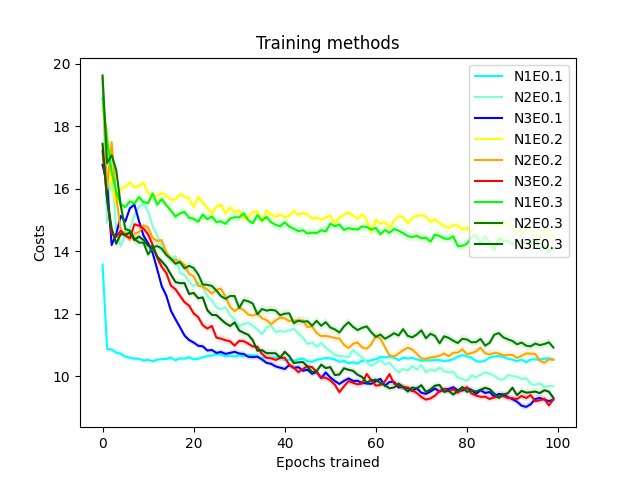 Training methods
Costs
20
18
16
14
12
10
0
20
40
60
80
100
Epochs trained
N1E0.1
N2E0.1
N3E0.1
N1E0.2
N2E0.2
N3E0.2
N1E0.3
N2E0.3
N3E0.3